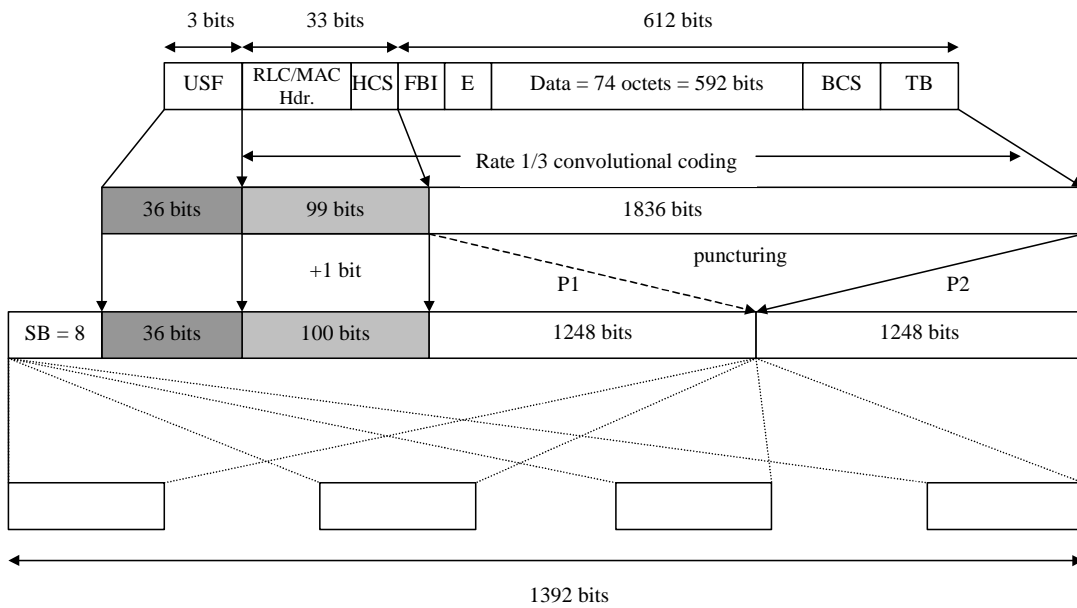 3 bits 33 bits 612 bits
USF RLC/MAC Hdr. HCS FBI E Data = 74 octets = 592 bits BCS TB
Rate 1/3 convolutional coding
36 bits 99 bits 1836 bits
+1 bit puncturing
P1 P2
SB = 8 36 bits 100 bits 1248 bits 1248 bits
1392 bits